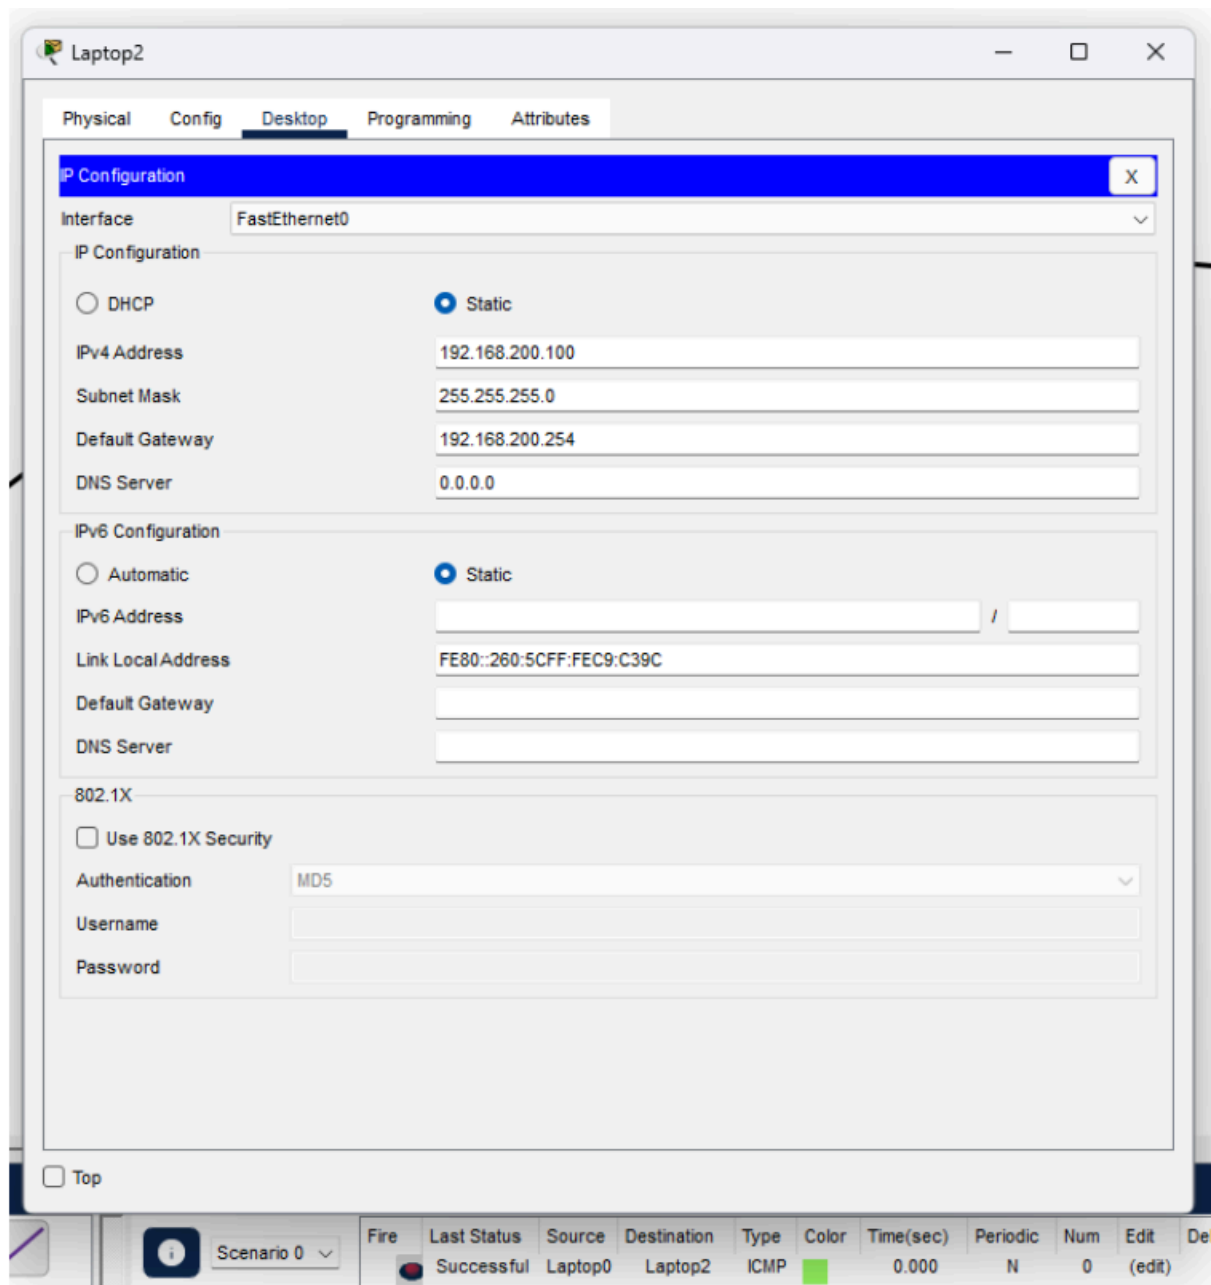 Laptop2
Physical Config Desktop Programming Attributes
IP Configuration X
Interface FastEthernet0
IP Configuration
DHCP Static
IPv4 Address 192.168.200.100
Subnet Mask 255.255.255.0
Default Gateway 192.168.200.254
DNS Server 0.0.0.0
IPv6 Configuration
Automatic Static
IPv6 Address /
Link Local Address FE80::260:5CFF:FEC9:C39C
Default Gateway
DNS Server
802.1X
Use 802.1X Security
Authentication MD5
Username
Password
Top
Fire Last Status Source Destination Type Color Time(sec) Periodic Num Edit
Scenario 0
Successful Laptop0 Laptop2 ICMP 0.000 N 0 (edit)